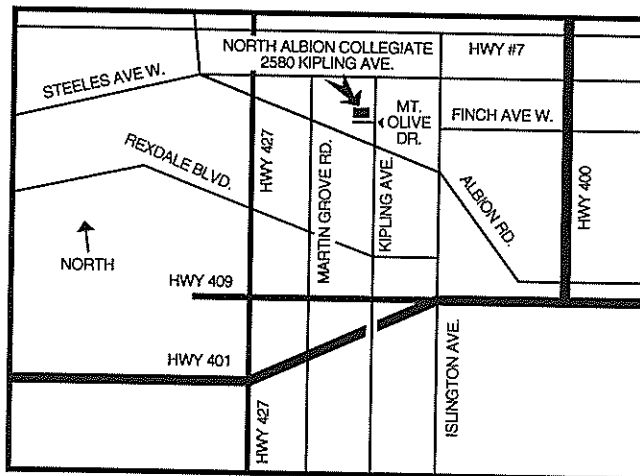 NORTH ALBION COLLEGIATE
2580 KIPLING AVE.
HWY #7
STEELES AVE W.
MT.
OLIVE
DR.
FINCH AVE W.
REXDALE BLVD.
HWY 427
MARTIN GROVE RD.
KIPLING AVE.
ALBION RD.
HWY 400
NORTH
HWY 409
HWY 401
HWY 427
ISLINGTON AVE.